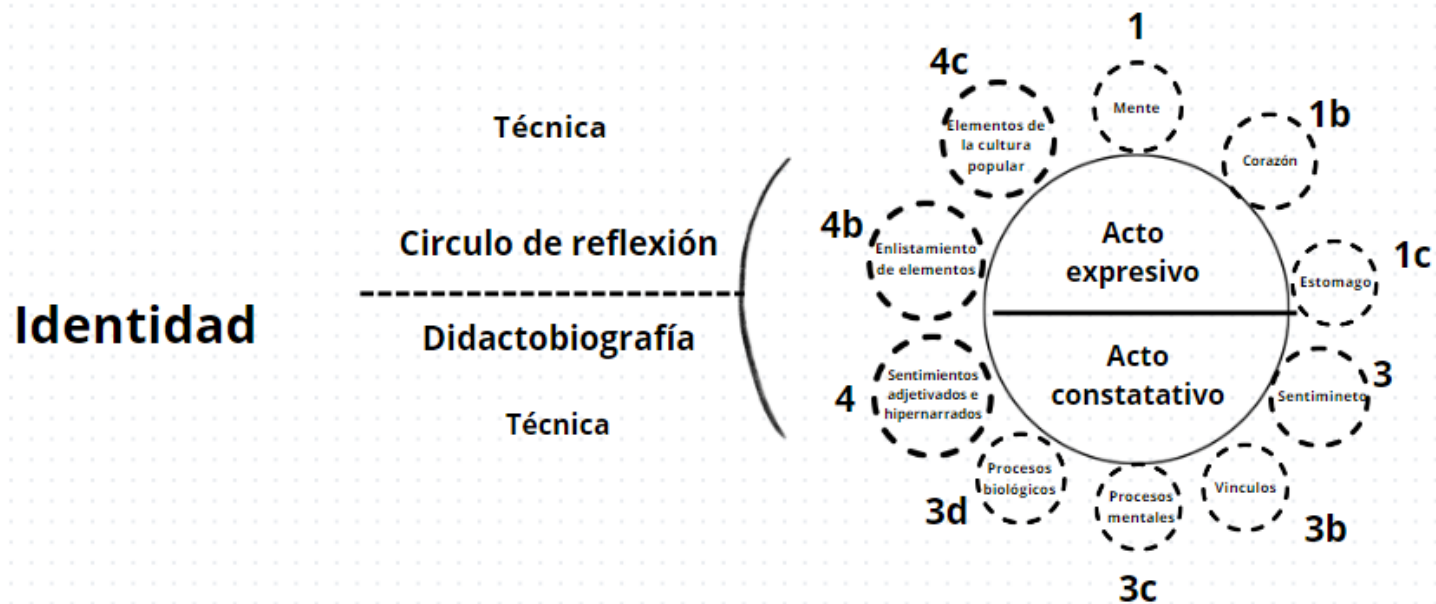 Identidad
Técnica
Circulo de reflexión
Didactobiografía
Técnica
Acto
expresivo
Acto
constatativo
1
Mente
1b
Corazón
1c
Estomago
3
Sentimineto
3b
Vinculos
3c
Procesos
mentales
3d
Procesos
biológicos
4
Sentimientos
adjetivados e
hipernarrados
4b
Enlistamiento
de elementos
4c
Elementos de
la cultura
popular